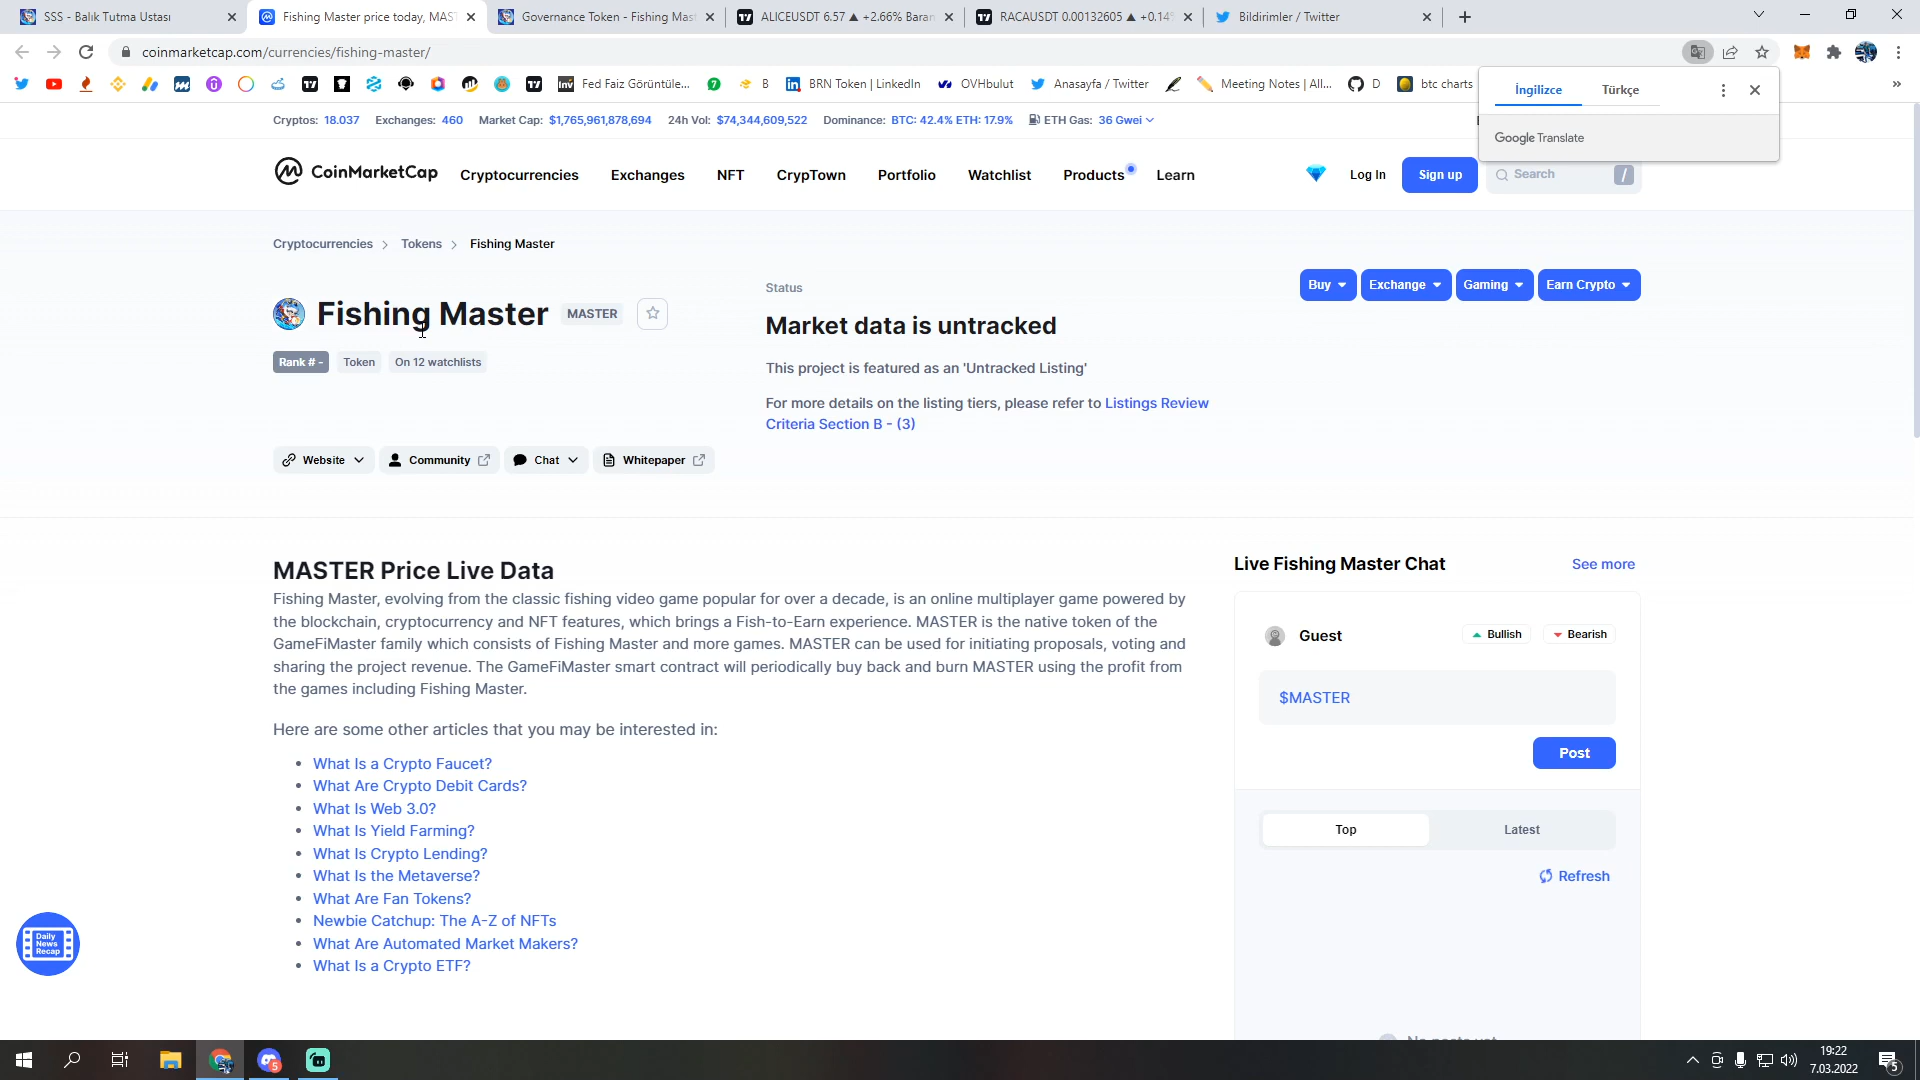 SSS - Balık Tutma Ustası
Fishing Master price today, MAST
Governance Token - Fishing Mas
ALICEUSDT 6.57 ▲ +2.66% Baran
RACAUSDT 0.00132605 ▲ +0.14
Bildirimler / Twitter
coinmarketcap.com/currencies/fishing-master/
Fed Faiz Görüntüle...
B
BRN Token | LinkedIn
OVHbulut
Anasayfa / Twitter
Meeting Notes | All...
D
btc charts
»
İngilizce
Türkçe
Google Translate
Cryptos: 18.037
Exchanges: 460
Market Cap: $1,765,961,878,694
24h Vol: $74,344,609,522
Dominance: BTC: 42.4% ETH: 17.9%
ETH Gas: 36 Gwei
CoinMarketCap
Cryptocurrencies
Exchanges
NFT
CrypTown
Portfolio
Watchlist
Products
Learn
Log In
Sign up
Search
/
Cryptocurrencies > Tokens > Fishing Master
Fishing Master
MASTER
Rank # -
Token
On 12 watchlists
Website
Community
Chat
Whitepaper
Status
Market data is untracked
This project is featured as an 'Untracked Listing'
For more details on the listing tiers, please refer to Listings Review
Criteria Section B - (3)
Buy
Exchange
Gaming
Earn Crypto
MASTER Price Live Data
Fishing Master, evolving from the classic fishing video game popular for over a decade, is an online multiplayer game powered by
the blockchain, cryptocurrency and NFT features, which brings a Fish-to-Earn experience. MASTER is the native token of the
GameFiMaster family which consists of Fishing Master and more games. MASTER can be used for initiating proposals, voting and
sharing the project revenue. The GameFiMaster smart contract will periodically buy back and burn MASTER using the profit from
the games including Fishing Master.
Here are some other articles that you may be interested in:
• What Is a Crypto Faucet?
• What Are Crypto Debit Cards?
• What Is Web 3.0?
• What Is Yield Farming?
• What Is Crypto Lending?
• What Is the Metaverse?
• What Are Fan Tokens?
• Newbie Catchup: The A-Z of NFTs
• What Are Automated Market Makers?
• What Is a Crypto ETF?
Live Fishing Master Chat
See more
Guest
Bullish
Bearish
$MASTER
Post
Top
Latest
Refresh
Daily
News
Recap
19:22
7.03.2022
5
5